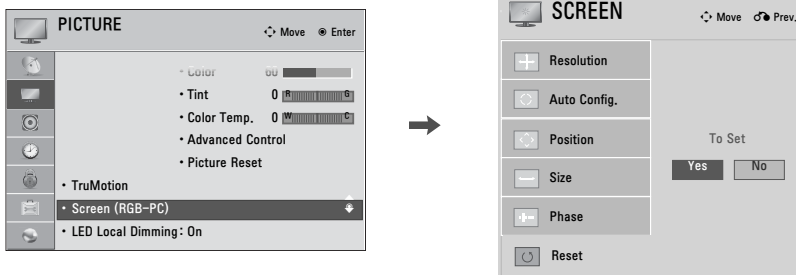 PICTURE
Move Enter
• Color 60
• Tint 0 R G
• Color Temp. 0 W C
• Advanced Control
• Picture Reset
• TruMotion
• Screen (RGB-PC)
• LED Local Dimming: On
SCREEN
Move Prev.
Resolution
Auto Config.
Position
Size
Phase
Reset
To Set
Yes No